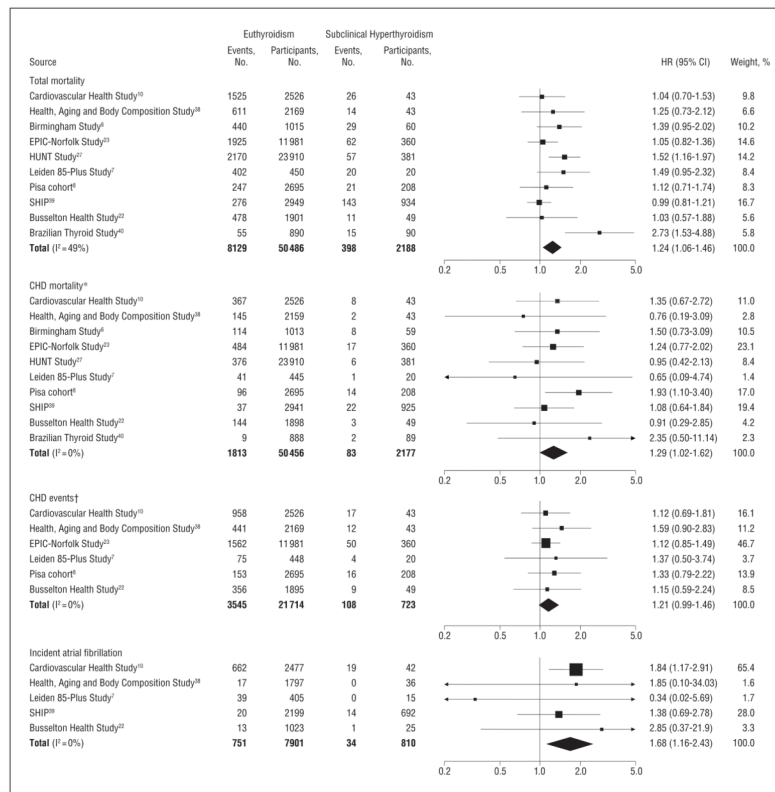 Euthyroidism Subclinical Hyperthyroidism
Events, Participants, Events, Participants,
Source No. No. No. No. HR (95% CI) Weight, %
Total mortality
Cardiovascular Health Study10 1525 2526 26 43 1.04 (0.70-1.53) 9.8
Health, Aging and Body Composition Study38 611 2169 14 43 1.25 (0.73-2.12) 6.6
Birmingham Study6 440 1015 29 60 1.39 (0.95-2.02) 10.2
EPIC-Norfolk Study23 1925 11 981 62 360 1.05 (0.82-1.36) 14.6
HUNT Study27 2170 23 910 57 381 1.52 (1.16-1.97) 14.2
Leiden 85-Plus Study7 402 450 20 20 1.49 (0.95-2.32) 8.4
Pisa cohort8 247 2695 21 208 1.12 (0.71-1.74) 8.3
SHIP39 276 2949 143 934 0.99 (0.81-1.21) 16.7
Busselton Health Study22 478 1901 11 49 1.03 (0.57-1.88) 5.6
Brazilian Thyroid Study40 55 890 15 90 2.73 (1.53-4.88) 5.8
Total (I2 = 49%) 8129 50 486 398 2188 1.24 (1.06-1.46) 100.0
0.2 0.5 1.0 2.0 5.0
CHD mortality*
Cardiovascular Health Study10 367 2526 8 43 1.35 (0.67-2.72) 11.0
Health, Aging and Body Composition Study38 145 2159 2 43 0.76 (0.19-3.09) 2.8
Birmingham Study6 114 1013 8 59 1.50 (0.73-3.09) 10.5
EPIC-Norfolk Study23 484 11 981 17 360 1.24 (0.77-2.02) 23.1
HUNT Study27 376 23 910 6 381 0.95 (0.42-2.13) 8.4
Leiden 85-Plus Study7 41 445 1 20 0.65 (0.09-4.74) 1.4
Pisa cohort8 96 2695 14 208 1.93 (1.10-3.40) 17.0
SHIP39 37 2941 22 925 1.08 (0.64-1.84) 19.4
Busselton Health Study22 144 1898 3 49 0.91 (0.29-2.85) 4.2
Brazilian Thyroid Study40 9 888 2 89 2.35 (0.50-11.14) 2.3
Total (I2 = 0%) 1813 50 456 83 2177 1.29 (1.02-1.62) 100.0
0.2 0.5 1.0 2.0 5.0
CHD events†
Cardiovascular Health Study10 958 2526 17 43 1.12 (0.69-1.81) 16.1
Health, Aging and Body Composition Study38 441 2169 12 43 1.59 (0.90-2.83) 11.2
EPIC-Norfolk Study23 1562 11 981 50 360 1.12 (0.85-1.49) 46.7
Leiden 85-Plus Study7 75 448 4 20 1.37 (0.50-3.74) 3.7
Pisa cohort8 153 2695 16 208 1.33 (0.79-2.22) 13.9
Busselton Health Study22 356 1895 9 49 1.15 (0.59-2.24) 8.5
Total (I2 = 0%) 3545 21 714 108 723 1.21 (0.99-1.46) 100.0
0.2 0.5 1.0 2.0 5.0
Incident atrial fibrillation
Cardiovascular Health Study10 662 2477 19 42 1.84 (1.17-2.91) 65.4
Health, Aging and Body Composition Study38 17 1797 0 36 1.85 (0.10-34.03) 1.6
Leiden 85-Plus Study7 39 405 0 15 0.34 (0.02-5.69) 1.7
SHIP39 20 2199 14 692 1.38 (0.69-2.78) 28.0
Busselton Health Study22 13 1023 1 25 2.85 (0.37-21.9) 3.3
Total (I2 = 0%) 751 7901 34 810 1.68 (1.16-2.43) 100.0
0.2 0.5 1.0 2.0 5.0